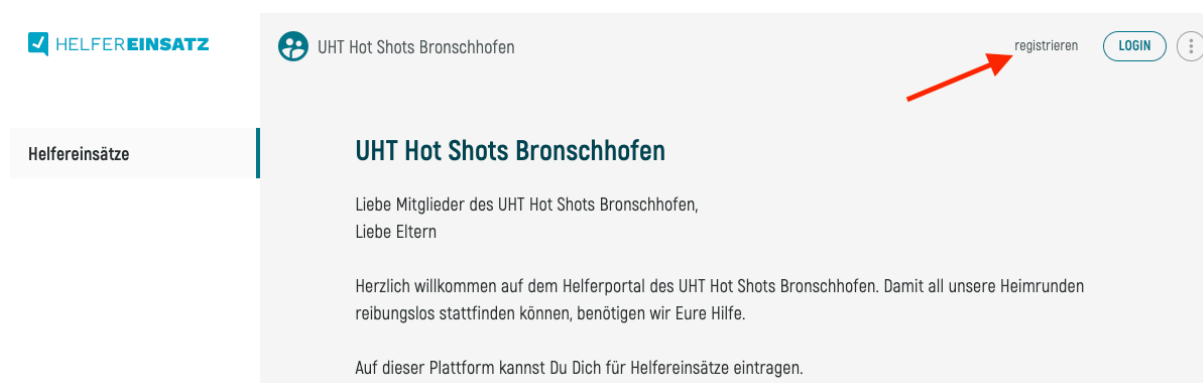 HELFEREINSATZ
UHT Hot Shots Bronschhofen
registrieren
LOGIN
Helfereinsätze
UHT Hot Shots Bronschhofen
Liebe Mitglieder des UHT Hot Shots Bronschhofen,
Liebe Eltern
Herzlich willkommen auf dem Helferportal des UHT Hot Shots Bronschhofen. Damit all unsere Heimrunden
reibungslos stattfinden können, benötigen wir Eure Hilfe.
Auf dieser Plattform kannst Du Dich für Helfereinsätze eintragen.